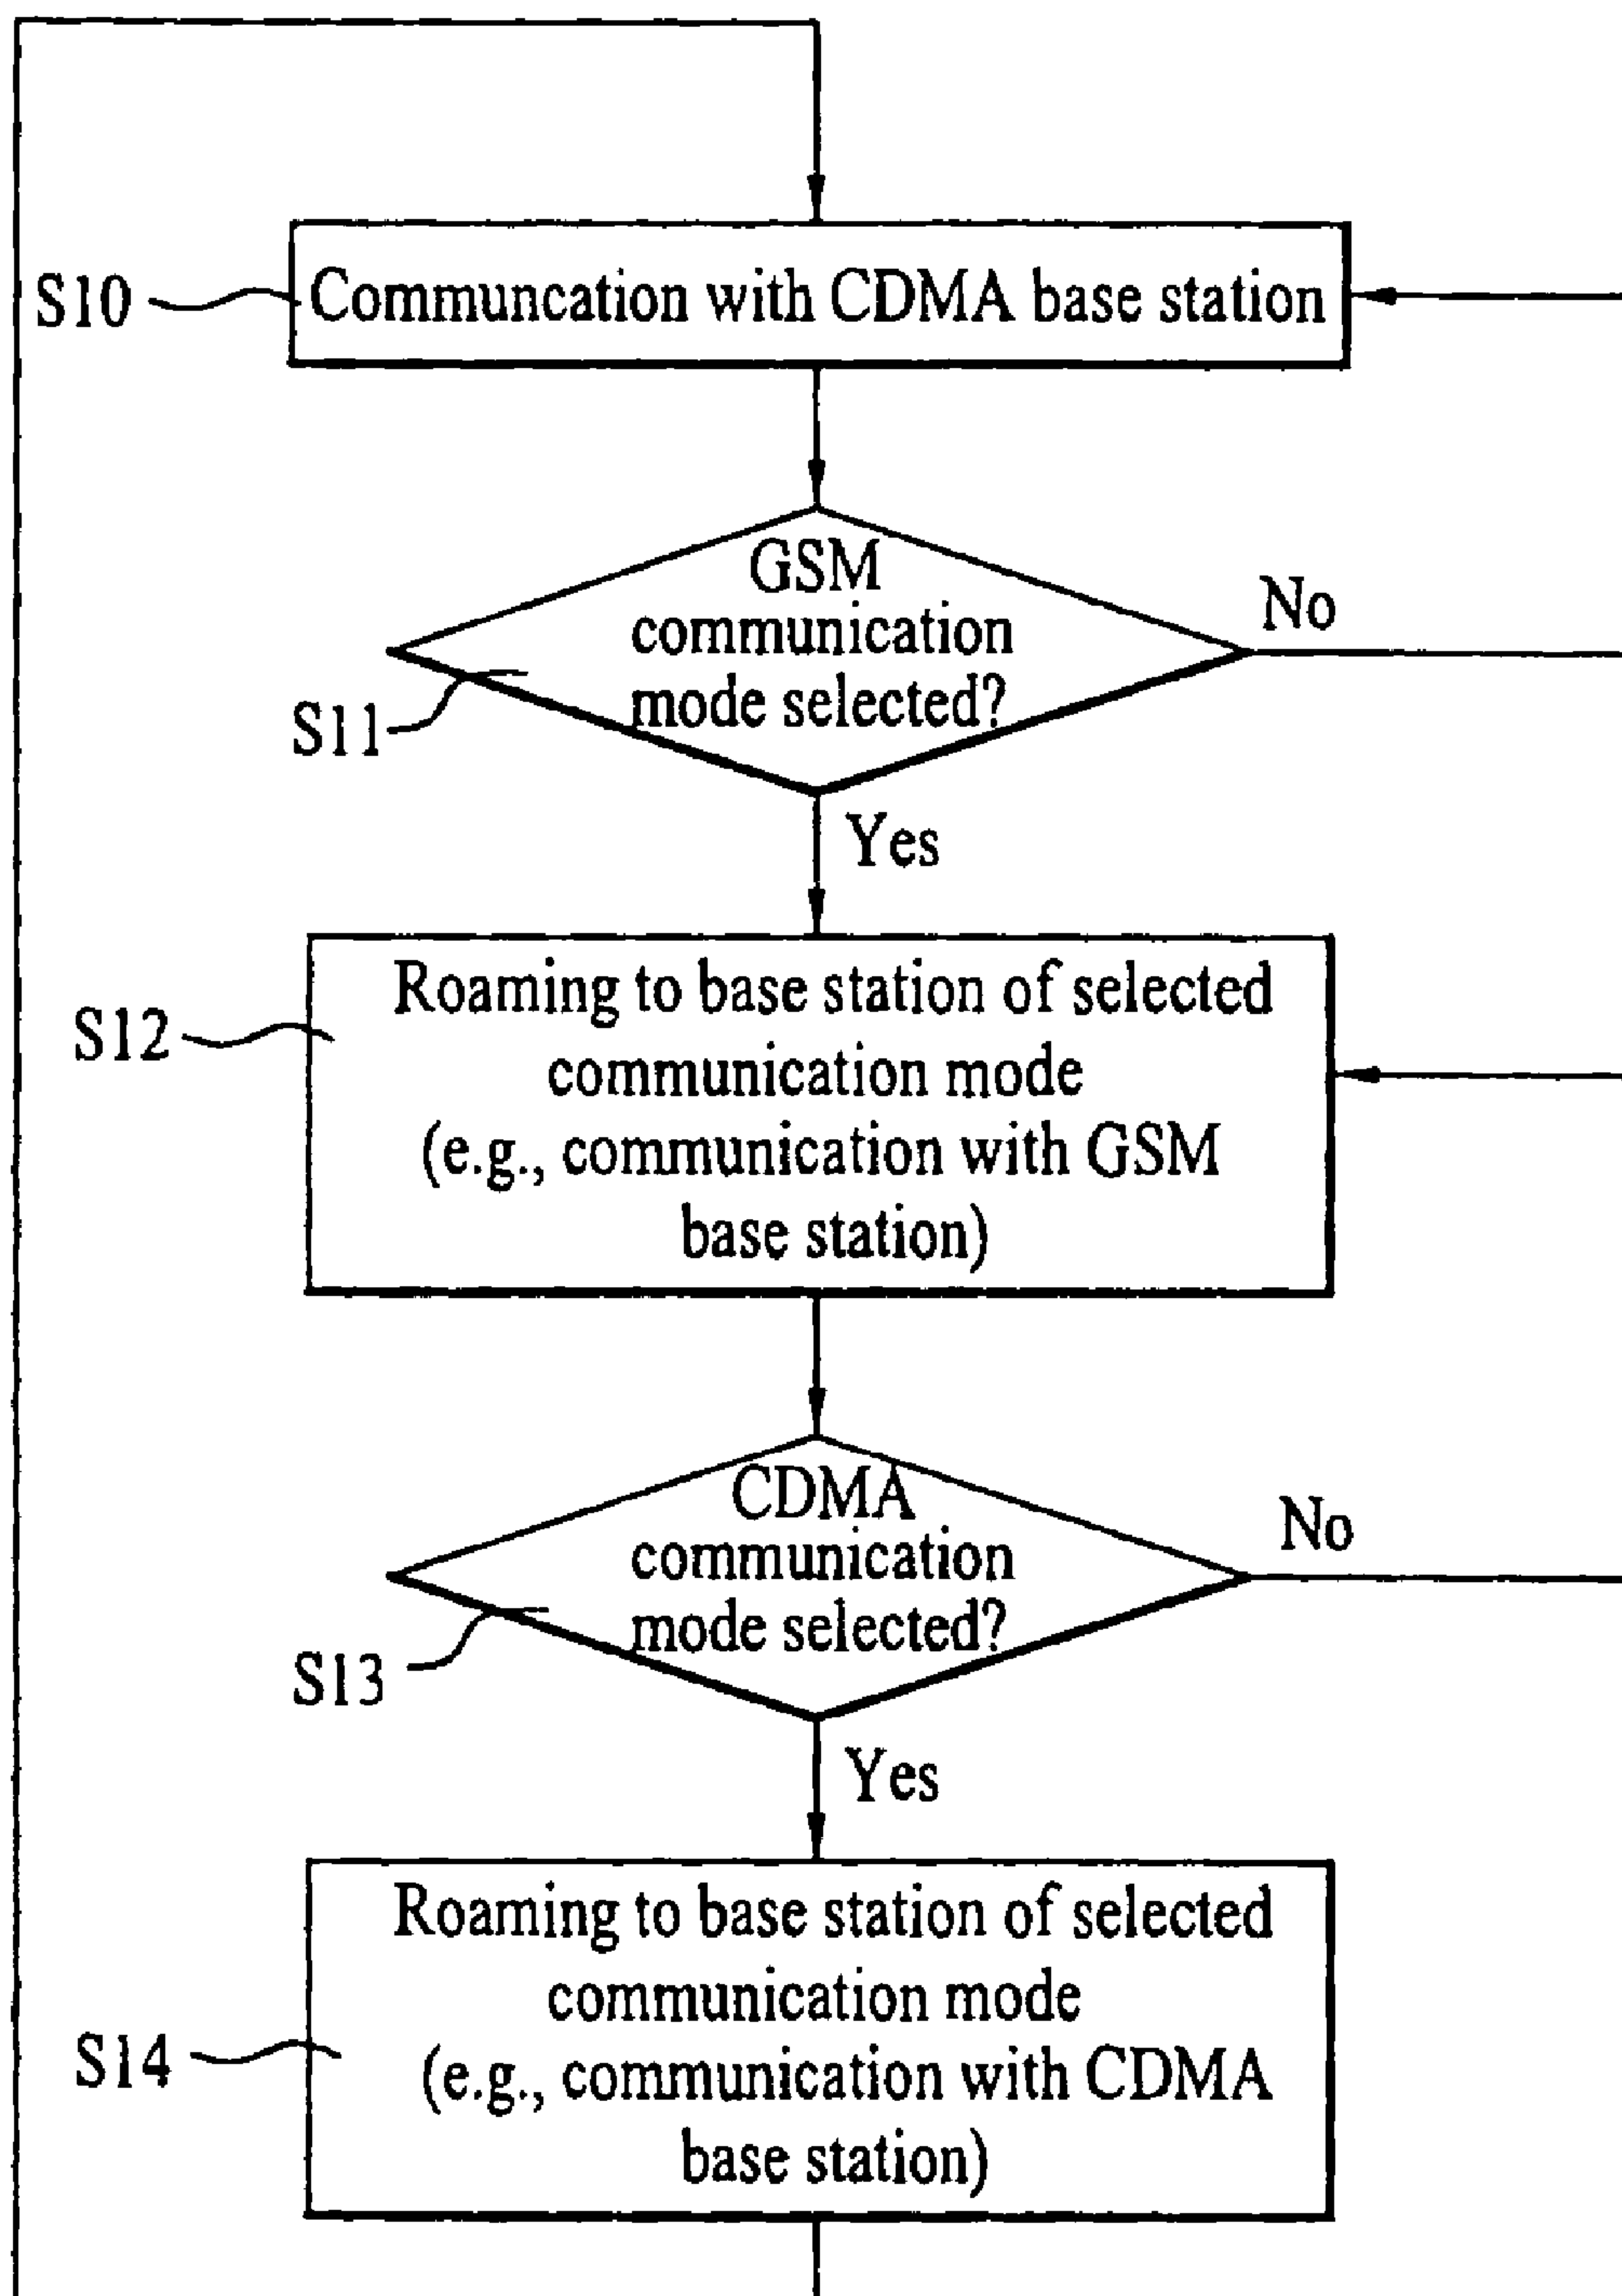 S10
Communcation with CDMA base station
GSM
communication
mode selected?
No
S11
Yes
Roaming to base station of selected
communication mode
(e.g., communication with GSM
base station)
S12
CDMA
communication
mode selected?
No
S13
Yes
Roaming to base station of selected
communication mode
(e.g., communication with CDMA
base station)
S14